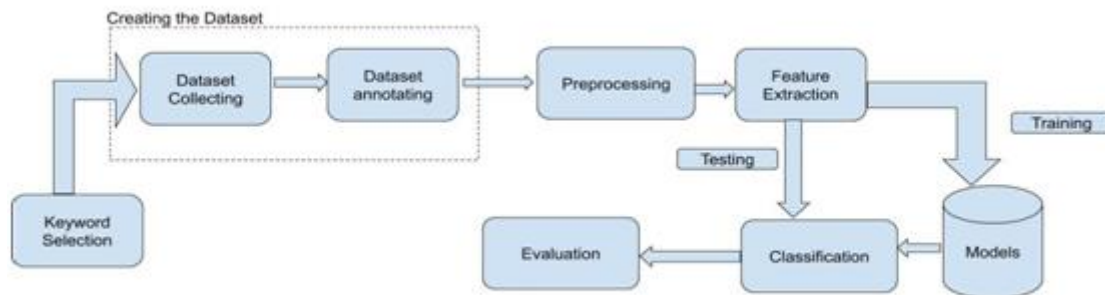 Creating the Dataset
Dataset
Collecting
Dataset
annotating
Preprocessing
Feature
Extraction
Training
Testing
Keyword
Selection
Evaluation
Classification
Models